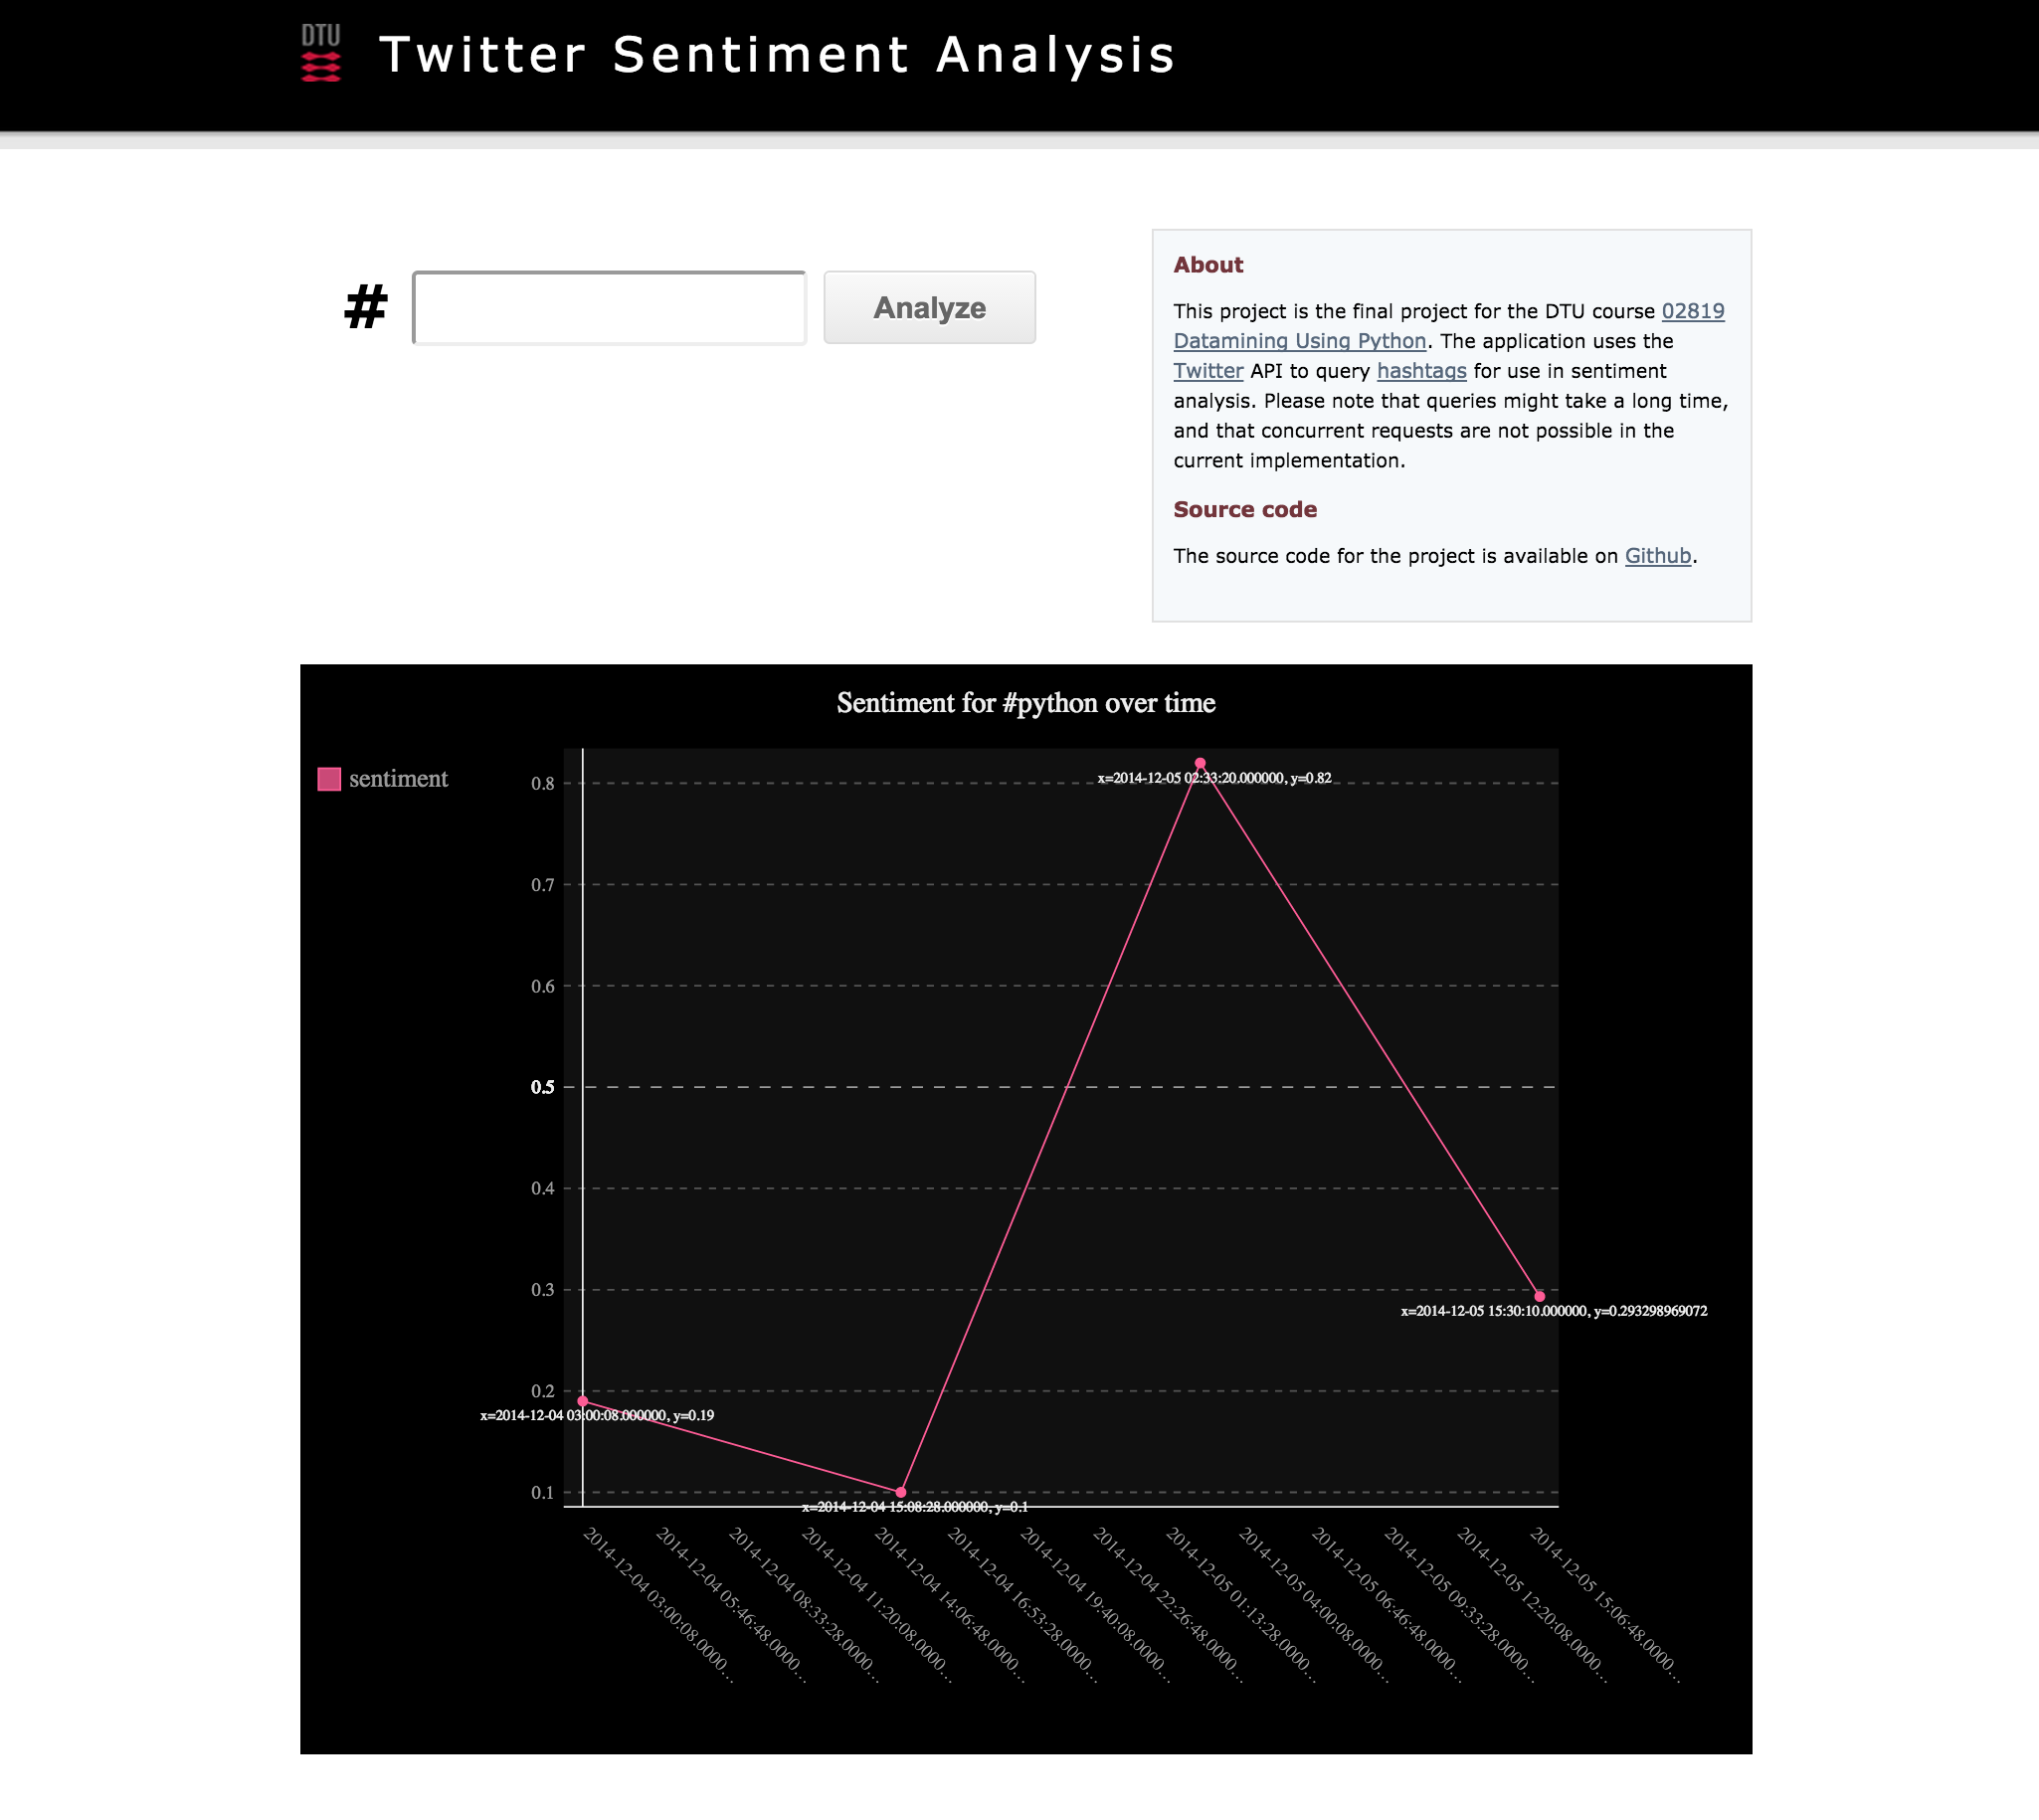 DTU
Twitter Sentiment Analysis
#
Analyze
About
This project is the final project for the DTU course 02819
Datamining Using Python. The application uses the
Twitter API to query hashtags for use in sentiment
analysis. Please note that queries might take a long time,
and that concurrent requests are not possible in the
current implementation.
Source code
The source code for the project is available on Github.
Sentiment for #python over time
sentiment
0.8
0.7
0.6
0.5
0.4
0.3
0.2
0.1
x=2014-12-05 02:33:20.000000, y=0.82
x=2014-12-05 15:30:10.000000, y=0.293298969072
x=2014-12-04 03:00:08.000000, y=0.19
x=2014-12-04 15:08:28.000000, y=0.1
2014-12-04 03:00:08.0000…
2014-12-04 05:46:48.0000…
2014-12-04 08:33:28.0000…
2014-12-04 11:20:08.0000…
2014-12-04 14:06:48.0000…
2014-12-04 16:53:28.0000…
2014-12-04 19:40:08.0000…
2014-12-04 22:26:48.0000…
2014-12-05 01:13:28.0000…
2014-12-05 04:00:08.0000…
2014-12-05 06:46:48.0000…
2014-12-05 09:33:28.0000…
2014-12-05 12:20:08.0000…
2014-12-05 15:06:48.0000…